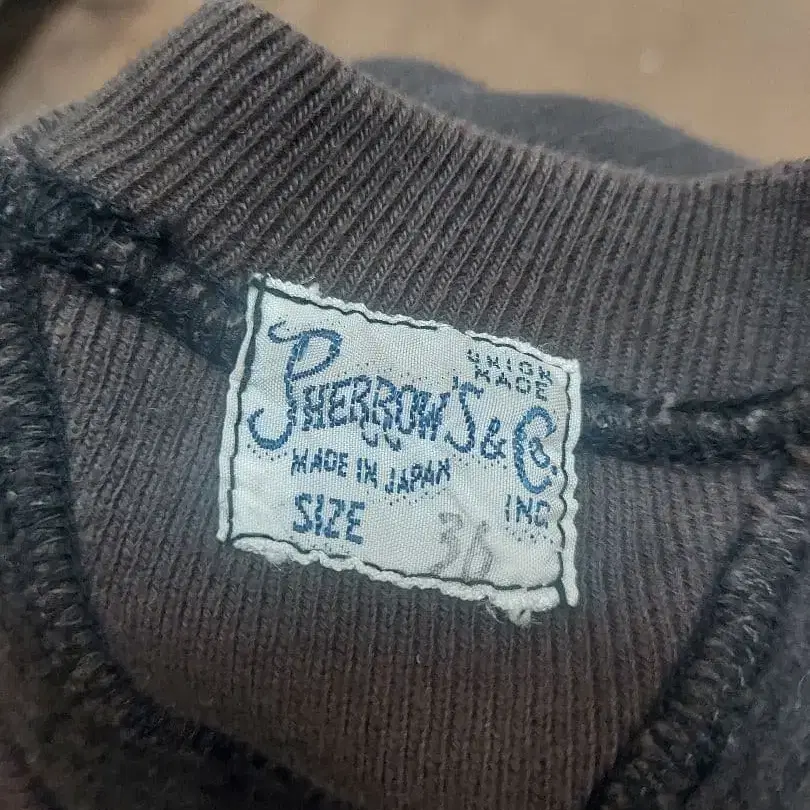 UNION MADE
PHERROW'S & Co.
MADE IN JAPAN
INC
SIZE 36